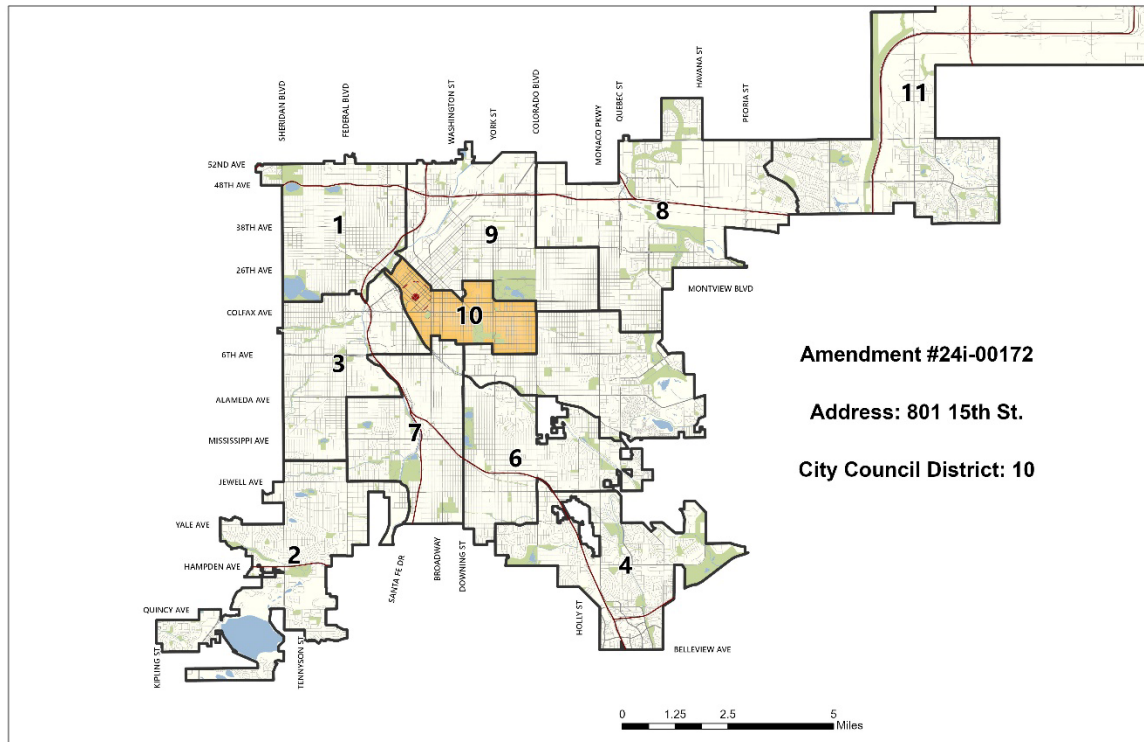 SHERIDAN BLVD
FEDERAL BLVD
WASHINGTON ST
YORK ST
COLORADO BLVD
MONACO PKWY
QUEBEC ST
HAVANA ST
PEORIA ST
11
52ND AVE
48TH AVE
8
1
38TH AVE
9
26TH AVE
MONTVIEW BLVD
COLFAX AVE
10
6TH AVE
3
Amendment #24i-00172
ALAMEDA AVE
Address: 801 15th St.
7
MISSISSIPPI AVE
6
City Council District: 10
JEWELL AVE
YALE AVE
2
HAMPDEN AVE
4
SANTA FE DR
BROADWAY
DOWNING ST
HOLLY ST
QUINCY AVE
KIPLING ST
TENNYSON ST
BELLEVIEW AVE
0 1.25 2.5 5
Miles